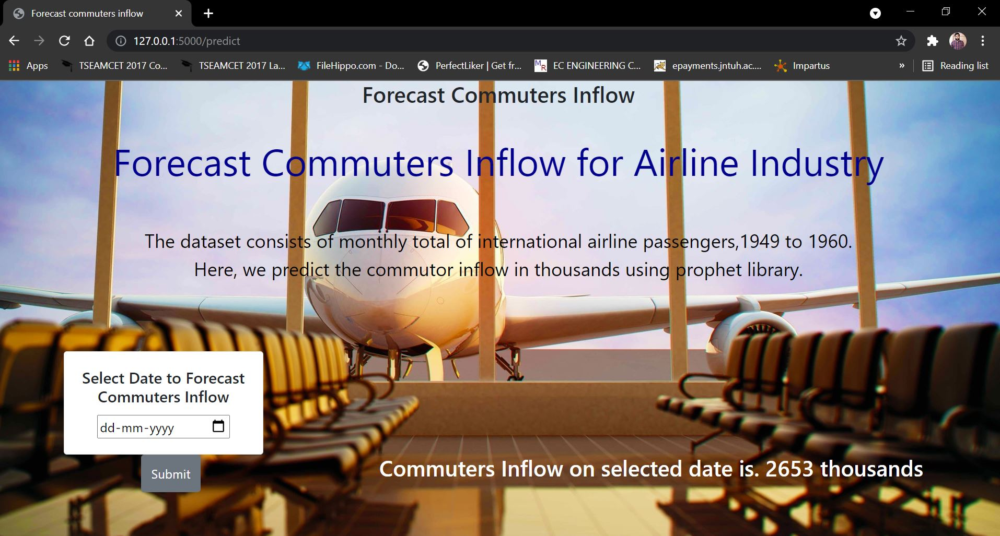 Forecast commuters inflow
127.0.0.1:5000/predict
Apps TSEAMCET 2017 Co... TSEAMCET 2017 La... FileHippo.com - Do... PerfectLiker | Get fr... MR EC ENGINEERING C... epayments.jntuh.ac.... Impartus » Reading list
Forecast Commuters Inflow
Forecast Commuters Inflow for Airline Industry
The dataset consists of monthly total of international airline passengers,1949 to 1960.
Here, we predict the commutor inflow in thousands using prophet library.
Select Date to Forecast
Commuters Inflow
dd-mm-yyyy
Submit
Commuters Inflow on selected date is. 2653 thousands